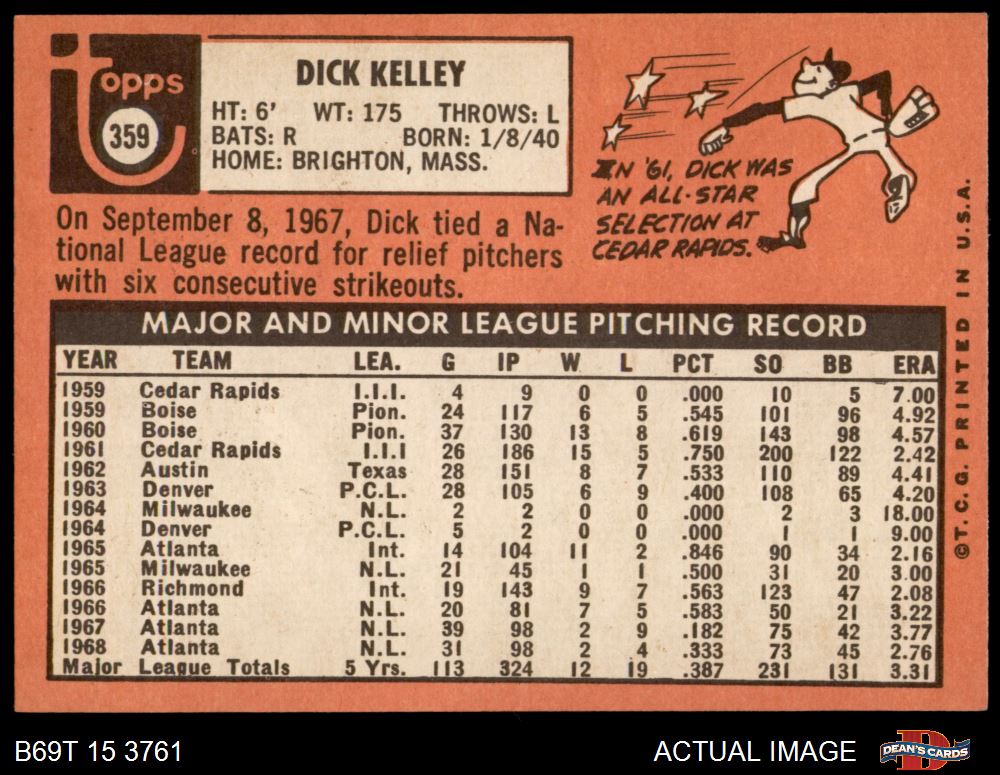 Topps
359
DICK KELLEY
HT: 6' WT: 175 THROWS: L
BATS: R BORN: 1/8/40
HOME: BRIGHTON, MASS.
On September 8, 1967, Dick tied a Na-
tional League record for relief pitchers
with six consecutive strikeouts.
IN '61, DICK WAS
AN ALL-STAR
SELECTION AT
CEDAR RAPIDS.
MAJOR AND MINOR LEAGUE PITCHING RECORD
YEAR TEAM LEA. G IP W L PCT SO BB ERA
1959 Cedar Rapids I.I.I. 4 9 0 0 .000 10 5 7.00
1959 Boise Pion. 24 117 6 5 .545 101 96 4.92
1960 Boise Pion. 37 130 13 8 .619 143 98 4.57
1961 Cedar Rapids I.I.I 26 186 15 5 .750 200 122 2.42
1962 Austin Texas 28 151 8 7 .533 110 89 4.41
1963 Denver P.C.L. 28 105 6 9 .400 108 65 4.20
1964 Milwaukee N.L. 2 2 0 0 .000 2 3 18.00
1964 Denver P.C.L. 5 2 0 0 .000 1 1 9.00
1965 Atlanta Int. 14 104 11 2 .846 90 34 2.16
1965 Milwaukee N.L. 21 45 1 1 .500 31 20 3.00
1966 Richmond Int. 19 143 9 7 .563 123 47 2.08
1966 Atlanta N.L. 20 81 7 5 .583 50 21 3.22
1967 Atlanta N.L. 39 98 2 9 .182 75 42 3.77
1968 Atlanta N.L. 31 98 2 4 .333 73 45 2.76
Major League Totals 5 Yrs. 113 324 12 19 .387 231 131 3.31
©T.C.G. PRINTED IN U.S.A.
B69T 15 3761
ACTUAL IMAGE
D
DEAN'S CARDS